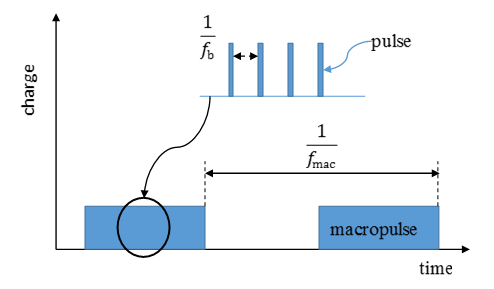 1
f_b
pulse
charge
1
f_mac
macropulse
time